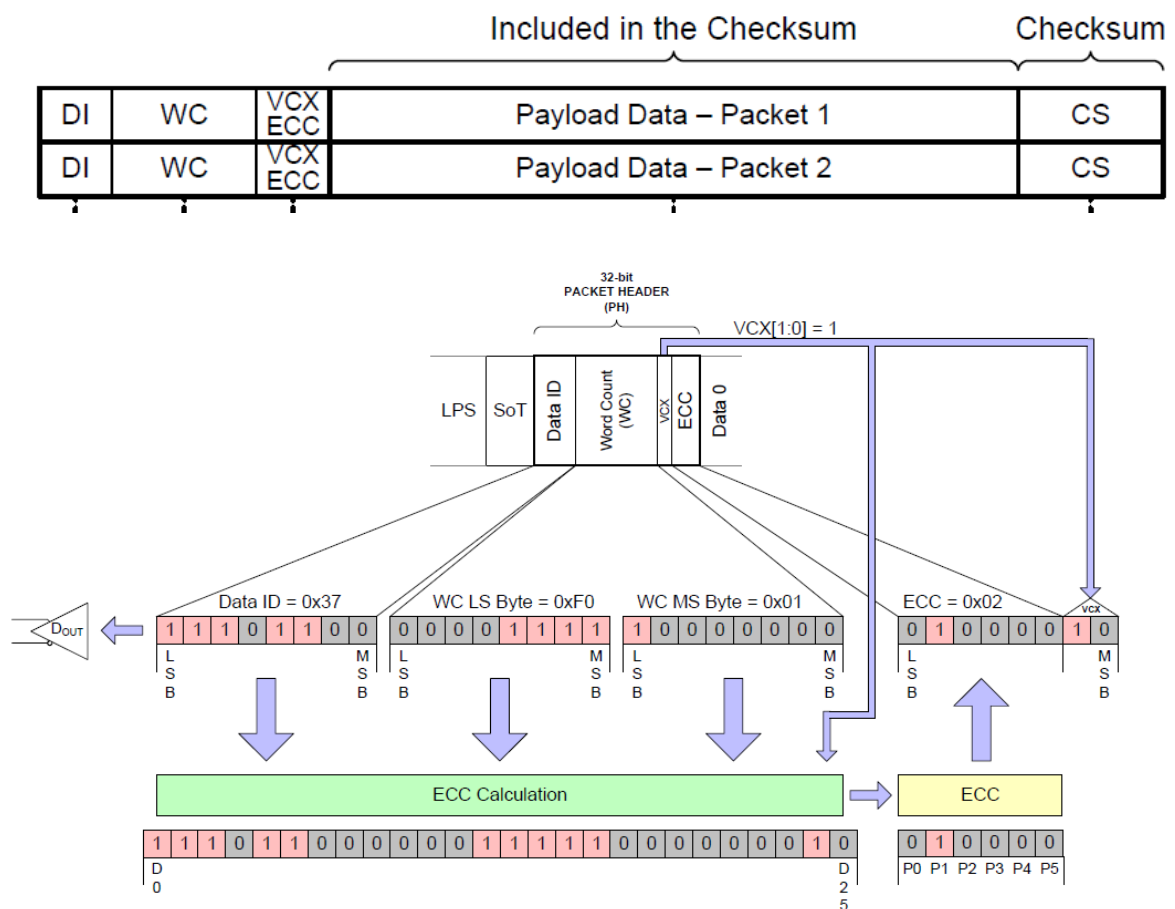 Included in the Checksum Checksum
DI WC VCX ECC Payload Data – Packet 1 CS
DI WC VCX ECC Payload Data – Packet 2 CS
32-bit
PACKET HEADER
(PH)
VCX[1:0] = 1
LPS SoT Data ID Word Count (WC) VCX ECC Data 0
Data ID = 0x37 WC LS Byte = 0xF0 WC MS Byte = 0x01 ECC = 0x02 VCX
DOUT 1 1 1 0 1 1 0 0 0 0 0 0 1 1 1 1 1 0 0 0 0 0 0 0 0 1 0 0 0 0 1 0
LSB MSB LSB MSB LSB MSB LSB MSB
ECC Calculation ECC
1 1 1 0 1 1 0 0 0 0 0 0 1 1 1 1 1 0 0 0 0 0 0 0 1 0 0 1 0 0 0 0
D0 D25 P0 P1 P2 P3 P4 P5